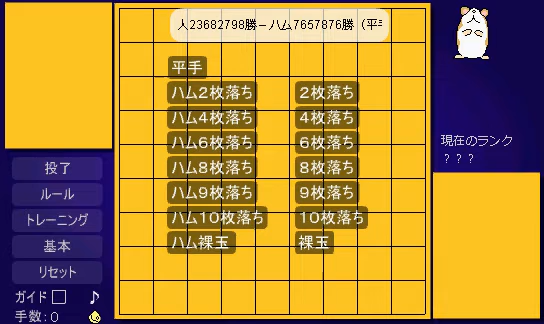 人23682798勝－ハム7657876勝（平手
平手
ハム2枚落ち 2枚落ち
ハム4枚落ち 4枚落ち
ハム6枚落ち 6枚落ち
ハム8枚落ち 8枚落ち
ハム9枚落ち 9枚落ち
ハム10枚落ち 10枚落ち
ハム裸玉 裸玉
現在のランク
？？？
投了
ルール
トレーニング
基本
リセット
ガイド
手数：0